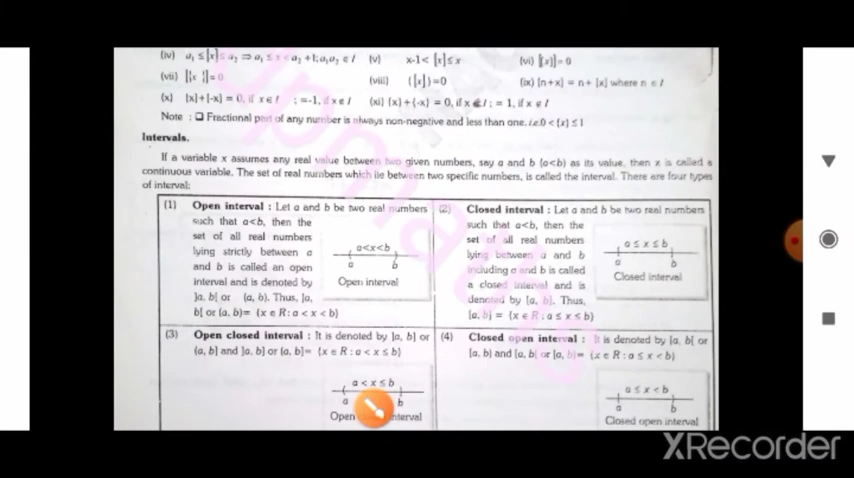 (iv) a₁ ≤ [x] ≤ a₂ ⇒ a₁ ≤ x < a₂ +1; a₁a₂ ∈ I (v) x-1 < [x] ≤ x (vi) [{x}] = 0
(vii) [{x }] = 0 (viii) {[x]} = 0 (ix) [n+x] = n + [x] where n ∈ I
(x) [x] + [-x] = 0, if x ∈ I ; = -1, if x ∉ I (xi) {x} + {-x} = 0, if x ∈ I; = 1, if x ∉ I
Note : ❑ Fractional part of any number is always non-negative and less than one. i.e. 0 < {x} ≤ 1
Intervals.
If a variable x assumes any real value between two given numbers, say a and b (a<b) as its value, then x is called a
continuous variable. The set of real numbers which lie between two specific numbers, is called the interval. There are four types
of interval:
(1) Open interval : Let a and b be two real numbers
such that a<b, then the
set of all real numbers
lying strictly between a
and b is called an open
interval and is denoted by
]a, b[ or (a, b). Thus, ]a,
b[ or (a, b)= {x ∈ R : a < x < b}
a<x<b
a b
Open interval
(2) Closed interval : Let a and b be two real numbers
such that a<b, then the
set of all real numbers
lying between a and b
including a and b is called
a closed interval and is
denoted by [a, b]. Thus,
[a, b] = {x ∈ R : a ≤ x ≤ b}
a ≤ x ≤ b
a b
Closed interval
(3) Open closed interval : It is denoted by ]a, b] or
(a, b] and ]a, b] or (a, b]= {x ∈ R : a < x ≤ b}
a < x ≤ b
a b
Open interval
(4) Closed open interval : It is denoted by [a, b[ or
[a, b) and [a, b[ or [a, b)= {x ∈ R : a ≤ x < b}
a ≤ x < b
a b
Closed open interval
XRecorder